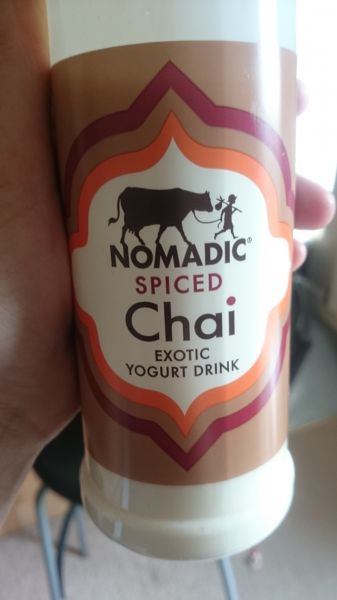 NOMADIC®
SPICED
Chai
EXOTIC
YOGURT DRINK